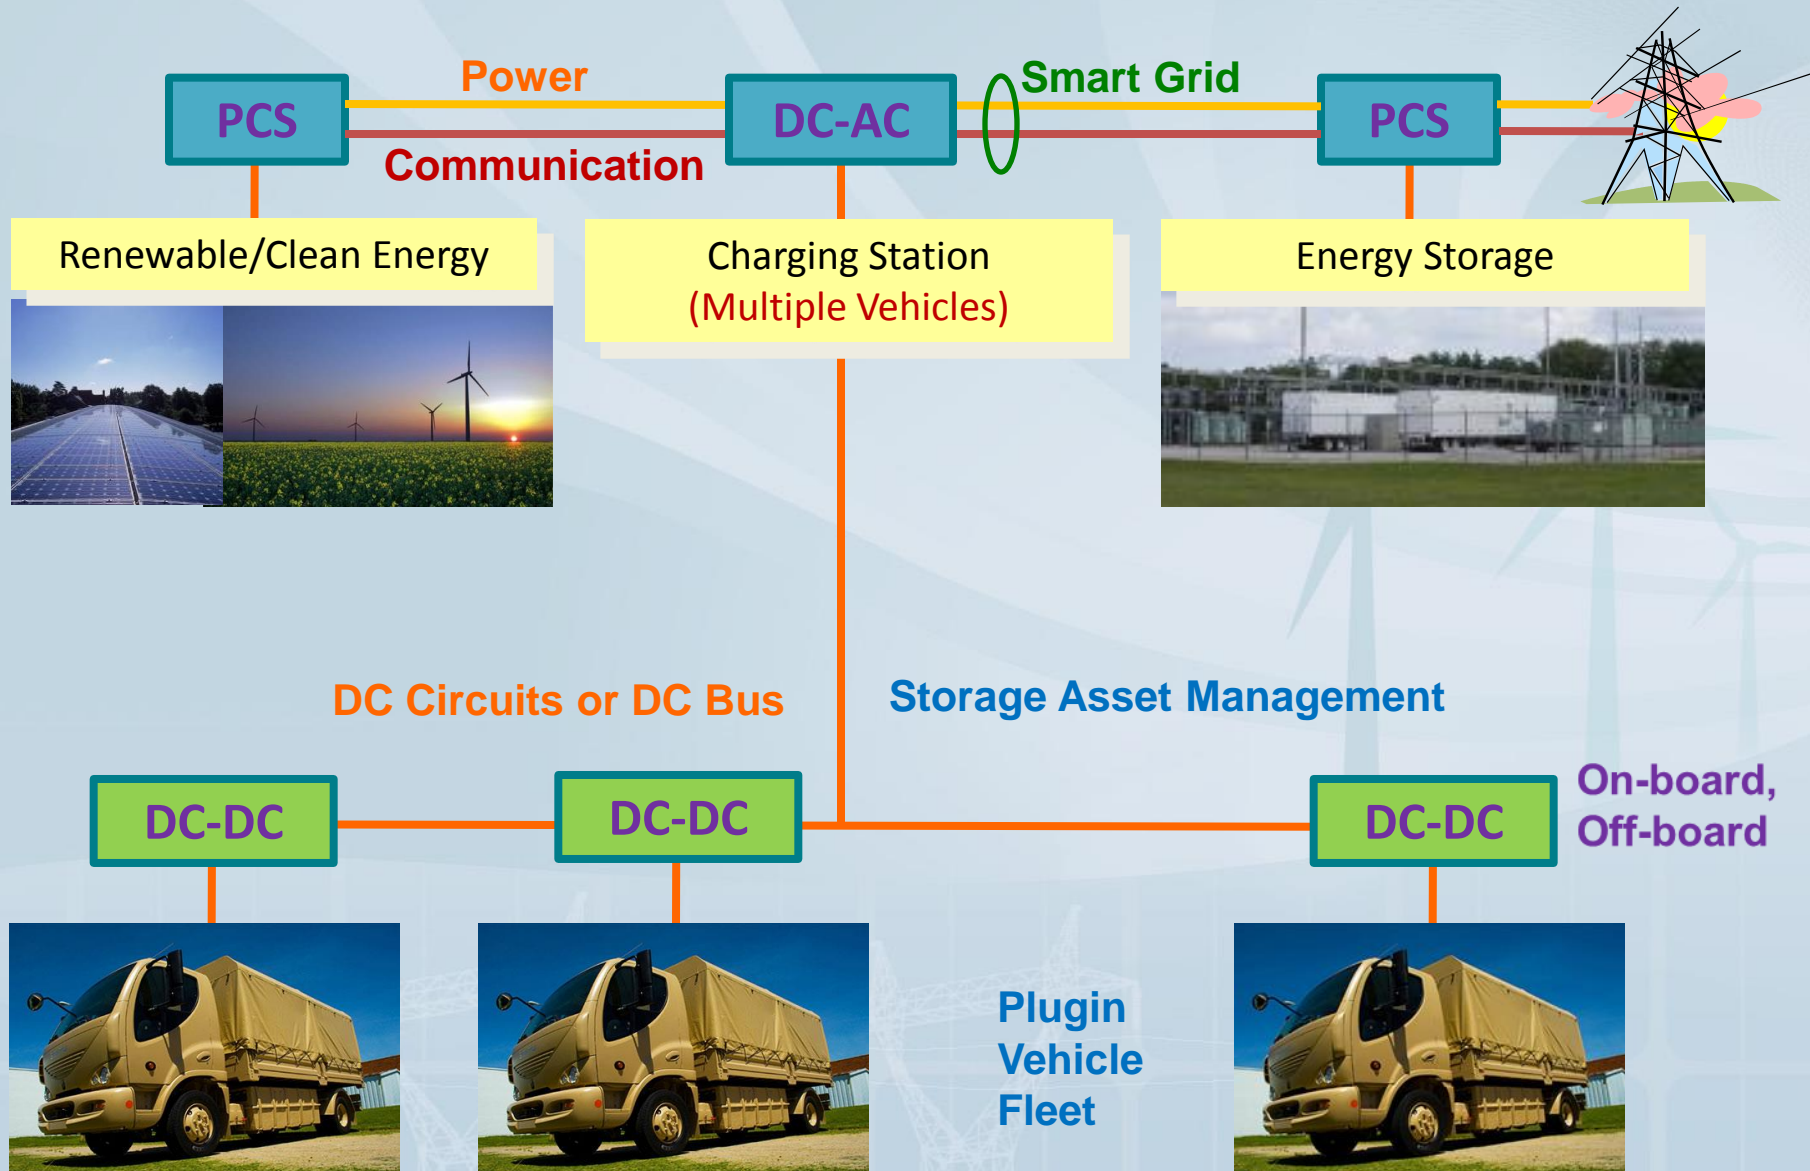 Power
Smart Grid
PCS
DC-AC
PCS
Communication
Renewable/Clean Energy
Charging Station
(Multiple Vehicles)
Energy Storage
DC Circuits or DC Bus
Storage Asset Management
DC-DC
DC-DC
DC-DC
On-board,
Off-board
Plugin
Vehicle
Fleet